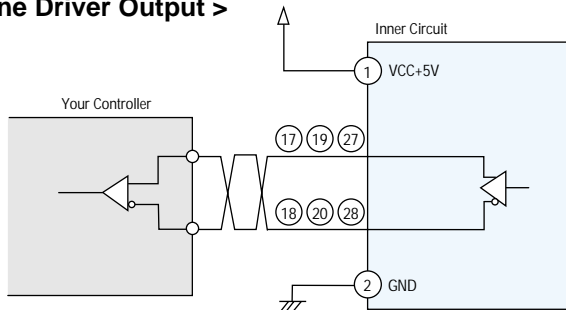 ne Driver Output >
Inner Circuit
1 VCC+5V
Your Controller
17 19 27
18 20 28
2 GND